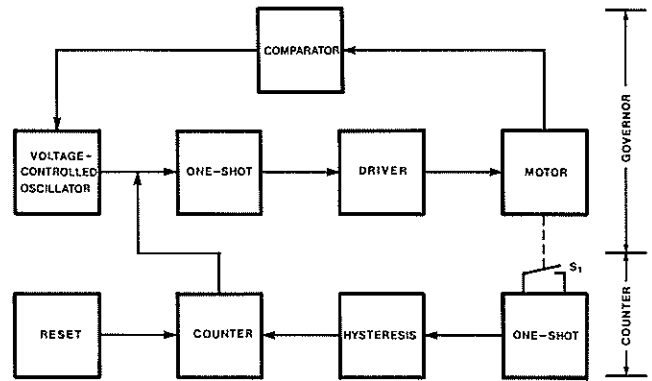 COMPARATOR
VOLTAGE-
CONTROLLED
OSCILLATOR
ONE-SHOT
DRIVER
MOTOR
GOVERNOR
S1
RESET
COUNTER
HYSTERESIS
ONE-SHOT
COUNTER